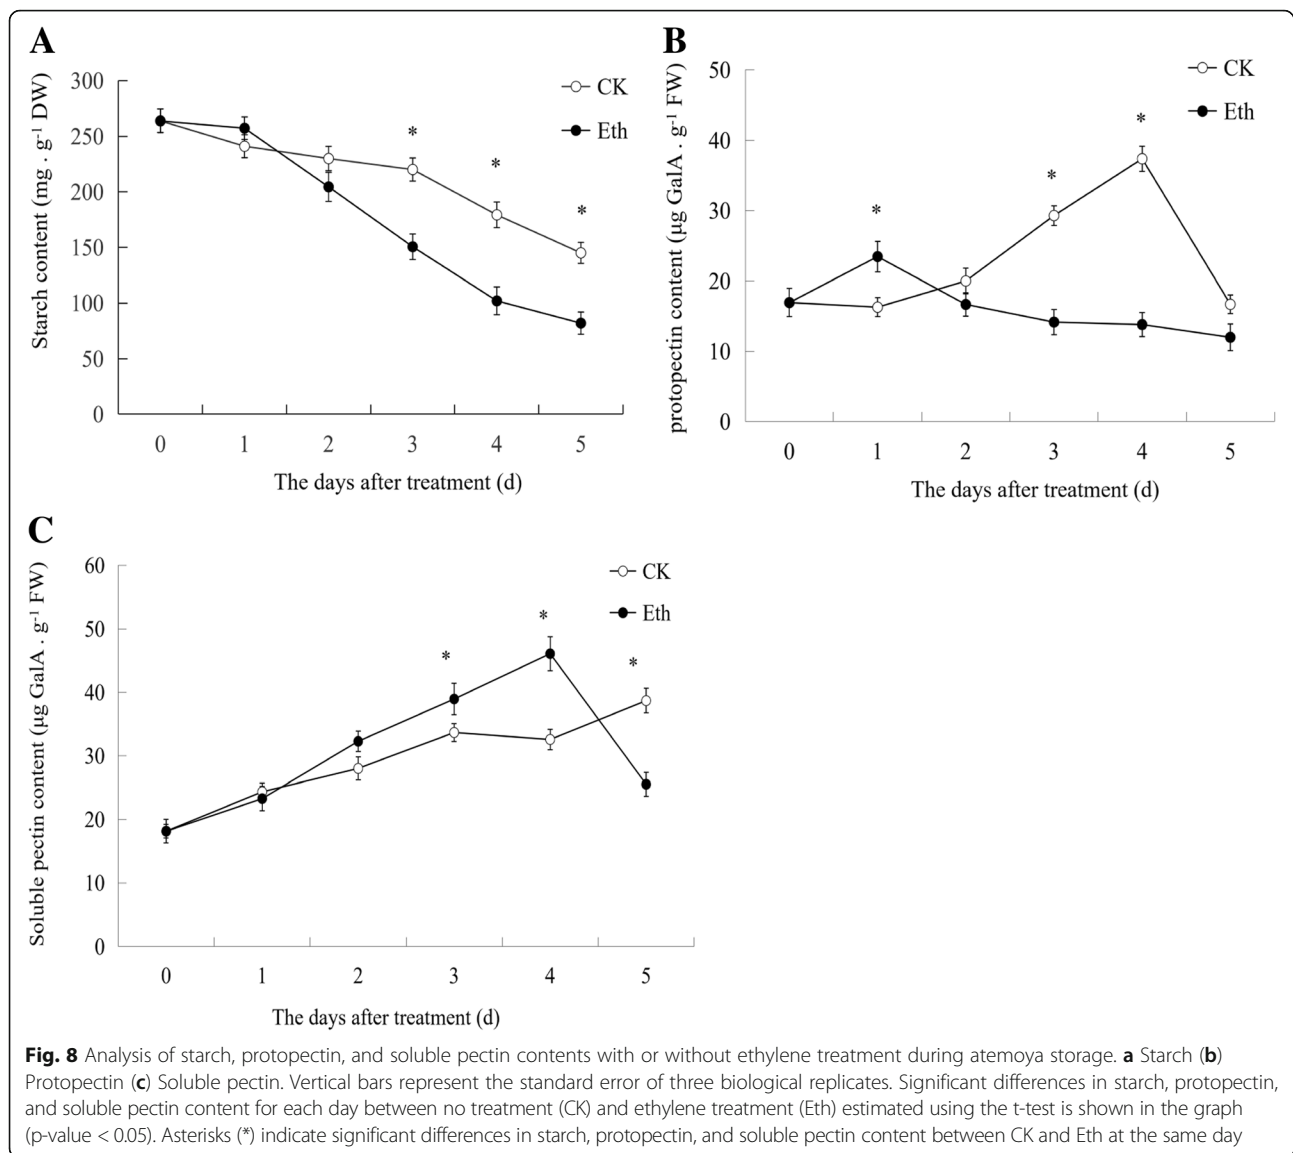 A
Starch content (mg . g⁻¹ DW)
300
250
200
150
100
50
0
CK
Eth
*
*
*
0 1 2 3 4 5
The days after treatment (d)
B
protopectin content (µg GalA . g⁻¹ FW)
50
40
30
20
10
0
CK
Eth
*
*
*
0 1 2 3 4 5
The days after treatment (d)
C
Soluble pectin content (µg GalA . g⁻¹ FW)
60
50
40
30
20
10
0
CK
Eth
*
*
*
0 1 2 3 4 5
The days after treatment (d)
Fig. 8 Analysis of starch, protopectin, and soluble pectin contents with or without ethylene treatment during atemoya storage. a Starch (b)
Protopectin (c) Soluble pectin. Vertical bars represent the standard error of three biological replicates. Significant differences in starch, protopectin,
and soluble pectin content for each day between no treatment (CK) and ethylene treatment (Eth) estimated using the t-test is shown in the graph
(p-value < 0.05). Asterisks (*) indicate significant differences in starch, protopectin, and soluble pectin content between CK and Eth at the same day